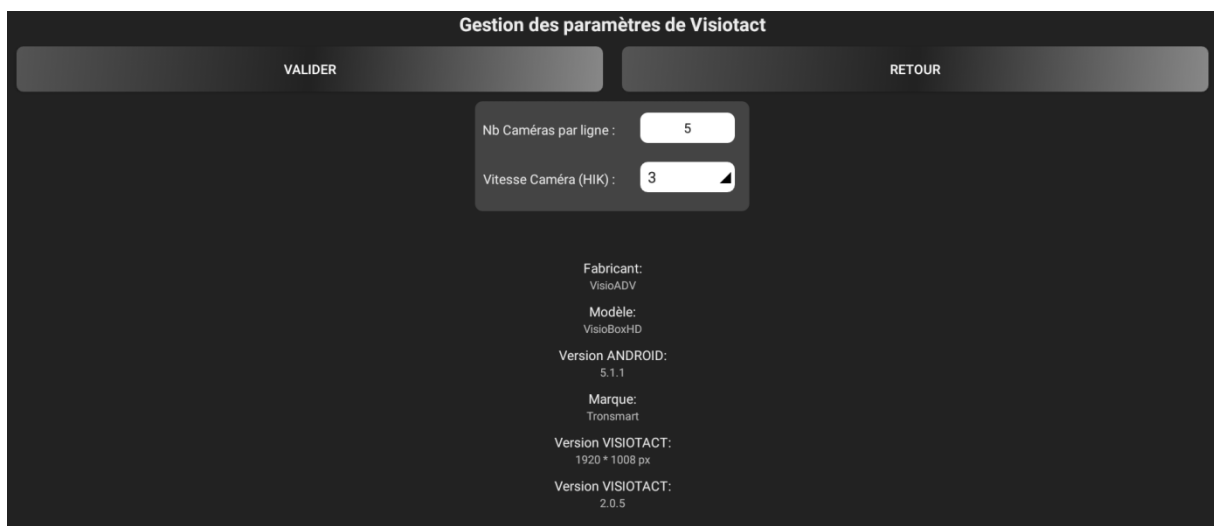 Gestion des paramètres de Visiotact
VALIDER
RETOUR
Nb Caméras par ligne :
5
Vitesse Caméra (HIK) :
3
Fabricant:
VisioADV
Modèle:
VisioBoxHD
Version ANDROID:
5.1.1
Marque:
Tronsmart
Version VISIOTACT:
1920 * 1008 px
Version VISIOTACT:
2.0.5